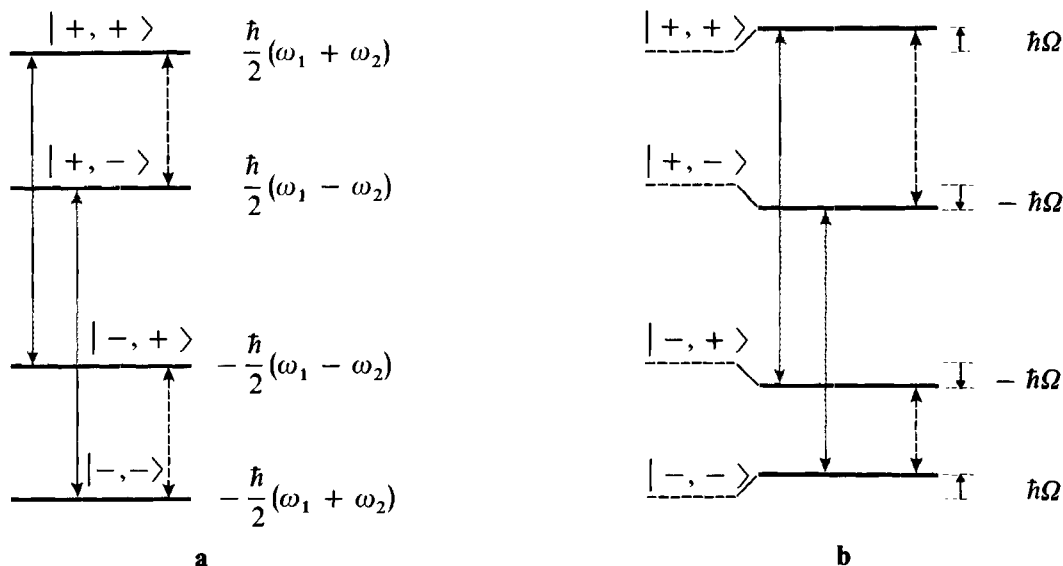 | +, + ⟩
ħ/2 (ω₁ + ω₂)
| +, − ⟩
ħ/2 (ω₁ − ω₂)
| −, + ⟩
− ħ/2 (ω₁ − ω₂)
| −, − ⟩
− ħ/2 (ω₁ + ω₂)
a
| +, + ⟩
ħΩ
| +, − ⟩
− ħΩ
| −, + ⟩
− ħΩ
| −, − ⟩
ħΩ
b